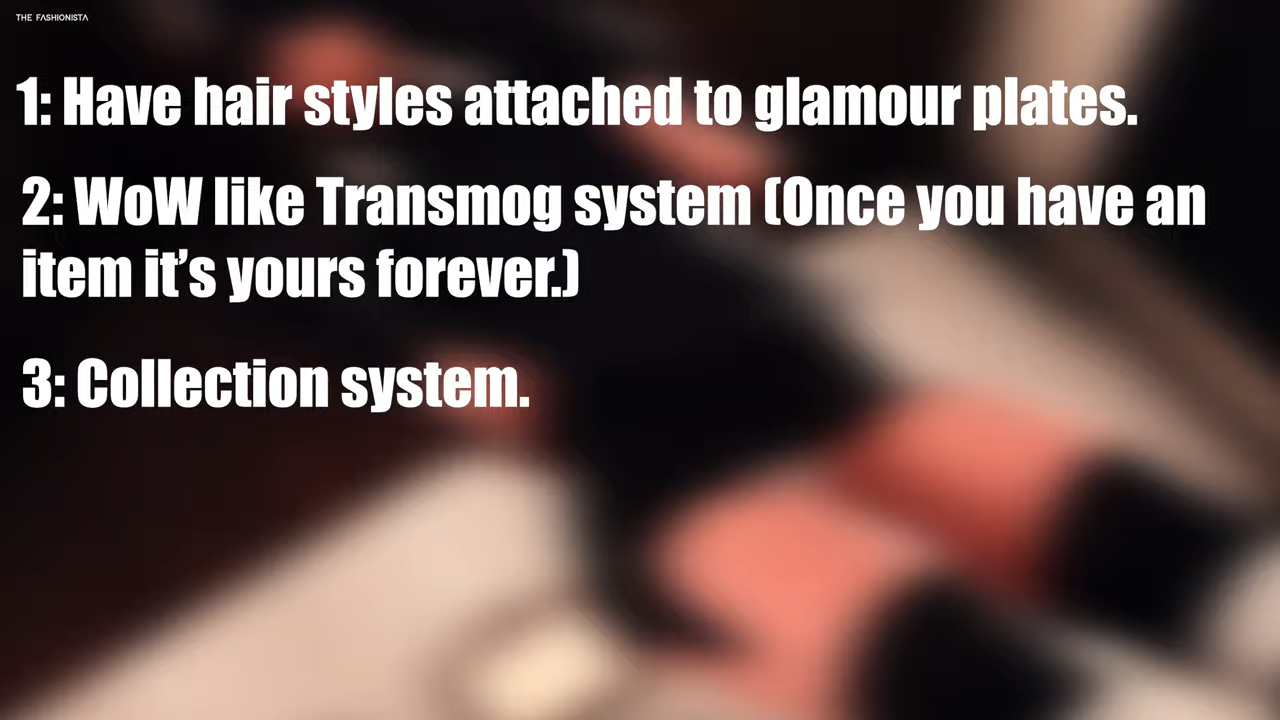 THE FASHIONISTA
1: Have hair styles attached to glamour plates.
2: WoW like Transmog system (Once you have an
item it’s yours forever.)
3: Collection system.